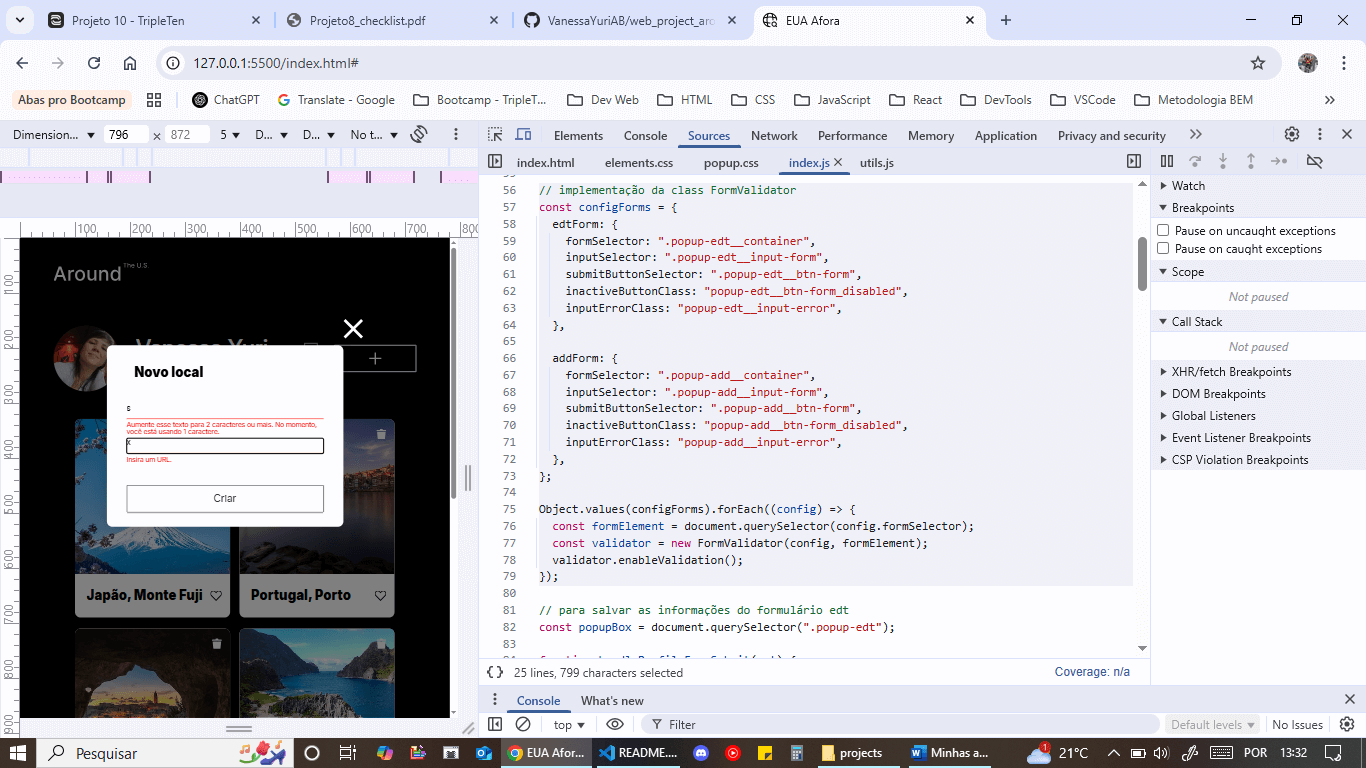 Projeto 10 - TripleTen
Projeto8_checklist.pdf
VanessaYuriAB/web_project_aro
EUA Afora
127.0.0.1:5500/index.html#
Abas pro Bootcamp
ChatGPT
Translate - Google
Bootcamp - TripleT...
Dev Web
HTML
CSS
JavaScript
React
DevTools
VSCode
Metodologia BEM
Dimension...
796
×
872
5
D...
D...
No t...
Elements
Console
Sources
Network
Performance
Memory
Application
Privacy and security
index.html
elements.css
popup.css
index.js
utils.js
100
200
300
400
500
600
700
800
100
200
300
400
500
600
700
800
900
Around The U.S.
Vanessa Yuri
Novo local
s
Aumente esse texto para 2 caracteres ou mais. No momento,
você está usando 1 caractere.
x
Insira um URL.
Criar
Japão, Monte Fuji
Portugal, Porto
56 // implementação da class FormValidator
57 const configForms = {
58 edtForm: {
59 formSelector: ".popup-edt__container",
60 inputSelector: ".popup-edt__input-form",
61 submitButtonSelector: ".popup-edt__btn-form",
62 inactiveButtonClass: "popup-edt__btn-form_disabled",
63 inputErrorClass: "popup-edt__input-error",
64 },
65
66 addForm: {
67 formSelector: ".popup-add__container",
68 inputSelector: ".popup-add__input-form",
69 submitButtonSelector: ".popup-add__btn-form",
70 inactiveButtonClass: "popup-add__btn-form_disabled",
71 inputErrorClass: "popup-add__input-error",
72 },
73 };
74
75 Object.values(configForms).forEach((config) => {
76 const formElement = document.querySelector(config.formSelector);
77 const validator = new FormValidator(config, formElement);
78 validator.enableValidation();
79 });
80
81 // para salvar as informações do formulário edt
82 const popupBox = document.querySelector(".popup-edt");
83
{} 25 lines, 799 characters selected
Coverage: n/a
Watch
Breakpoints
Pause on uncaught exceptions
Pause on caught exceptions
Scope
Not paused
Call Stack
Not paused
XHR/fetch Breakpoints
DOM Breakpoints
Global Listeners
Event Listener Breakpoints
CSP Violation Breakpoints
Console
What's new
top
Filter
Default levels
No Issues
Pesquisar
EUA Afor...
README....
projects
Minhas a...
1
21°C
POR
13:32